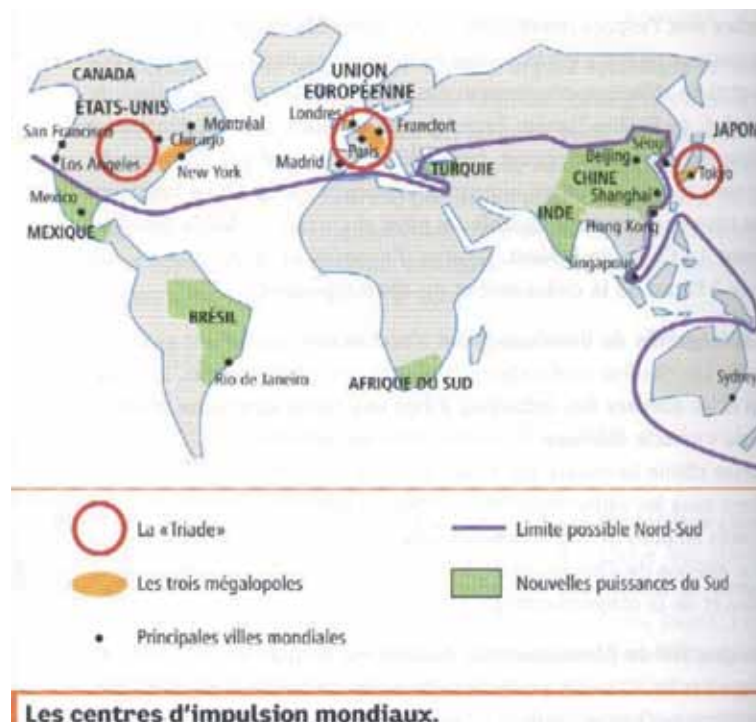 CANADA
UNION
EUROPÉENNE
ÉTATS-UNIS
Montréal
San Francisco
Chicago
Los Angeles
New York
Londres
Francfort
Paris
Madrid
TURQUIE
Séoul
JAPON
Beijing
CHINE
Tokyo
Shanghai
INDE
Hong Kong
Singapour
Mexico
MEXIQUE
BRÉSIL
Rio de Janeiro
AFRIQUE DU SUD
Sydney
La «Triade»
Limite possible Nord-Sud
Les trois mégalopoles
Nouvelles puissances du Sud
Principales villes mondiales
Les centres d'impulsion mondiaux.